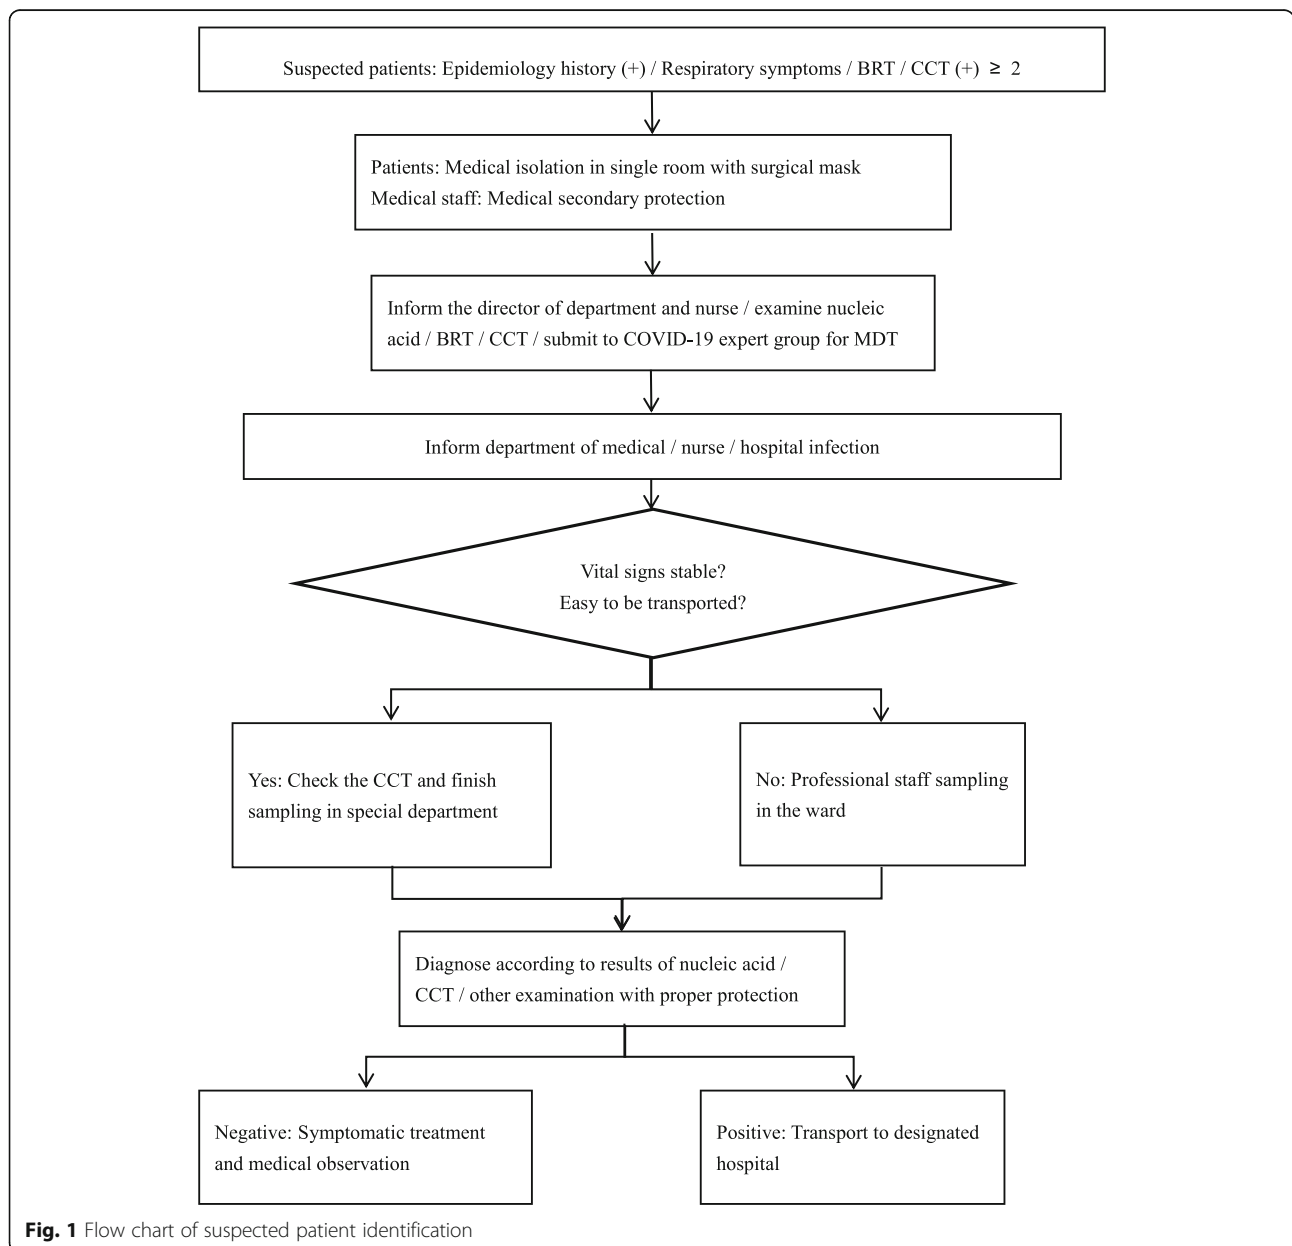 Suspected patients: Epidemiology history (+) / Respiratory symptoms / BRT / CCT (+) ≥ 2
Patients: Medical isolation in single room with surgical mask
Medical staff: Medical secondary protection
Inform the director of department and nurse / examine nucleic
acid / BRT / CCT / submit to COVID-19 expert group for MDT
Inform department of medical / nurse / hospital infection
Vital signs stable?
Easy to be transported?
Yes: Check the CCT and finish
sampling in special department
No: Professional staff sampling
in the ward
Diagnose according to results of nucleic acid /
CCT / other examination with proper protection
Negative: Symptomatic treatment
and medical observation
Positive: Transport to designated
hospital
Fig. 1 Flow chart of suspected patient identification